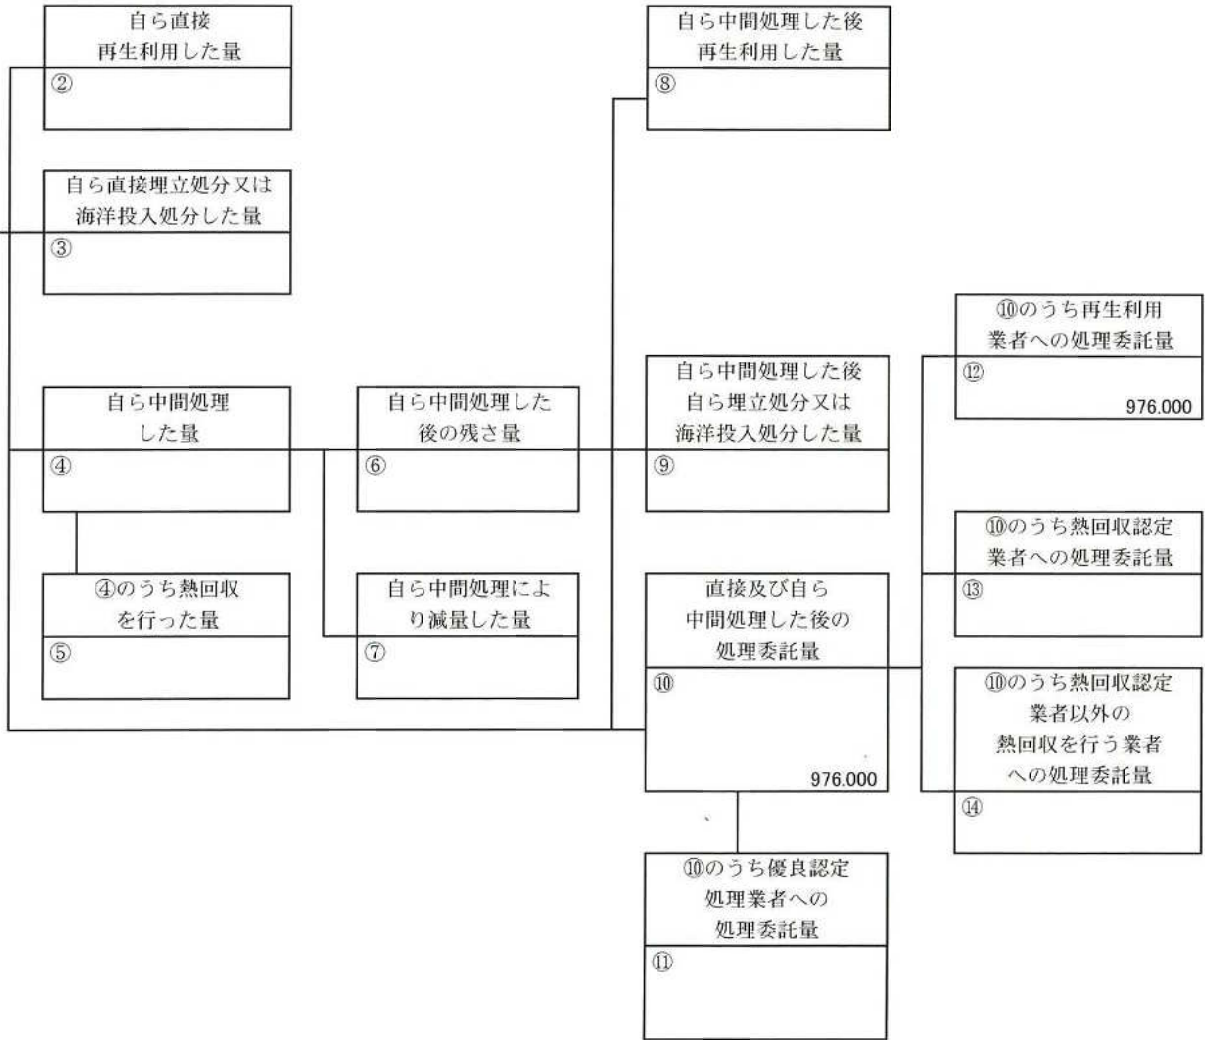 自ら直接
再生利用した量
②
自ら中間処理した後
再生利用した量
⑧
自ら直接埋立処分又は
海洋投入処分した量
③
⑩のうち再生利用
業者への処理委託量
⑫
976.000
自ら中間処理
した量
④
自ら中間処理した
後の残さ量
⑥
自ら中間処理した後
自ら埋立処分又は
海洋投入処分した量
⑨
⑩のうち熱回収認定
業者への処理委託量
⑬
④のうち熱回収
を行った量
⑤
自ら中間処理によ
り減量した量
⑦
直接及び自ら
中間処理した後の
処理委託量
⑩
976.000
⑩のうち熱回収認定
業者以外の
熱回収を行う業者
への処理委託量
⑭
⑩のうち優良認定
処理業者への
処理委託量
⑪